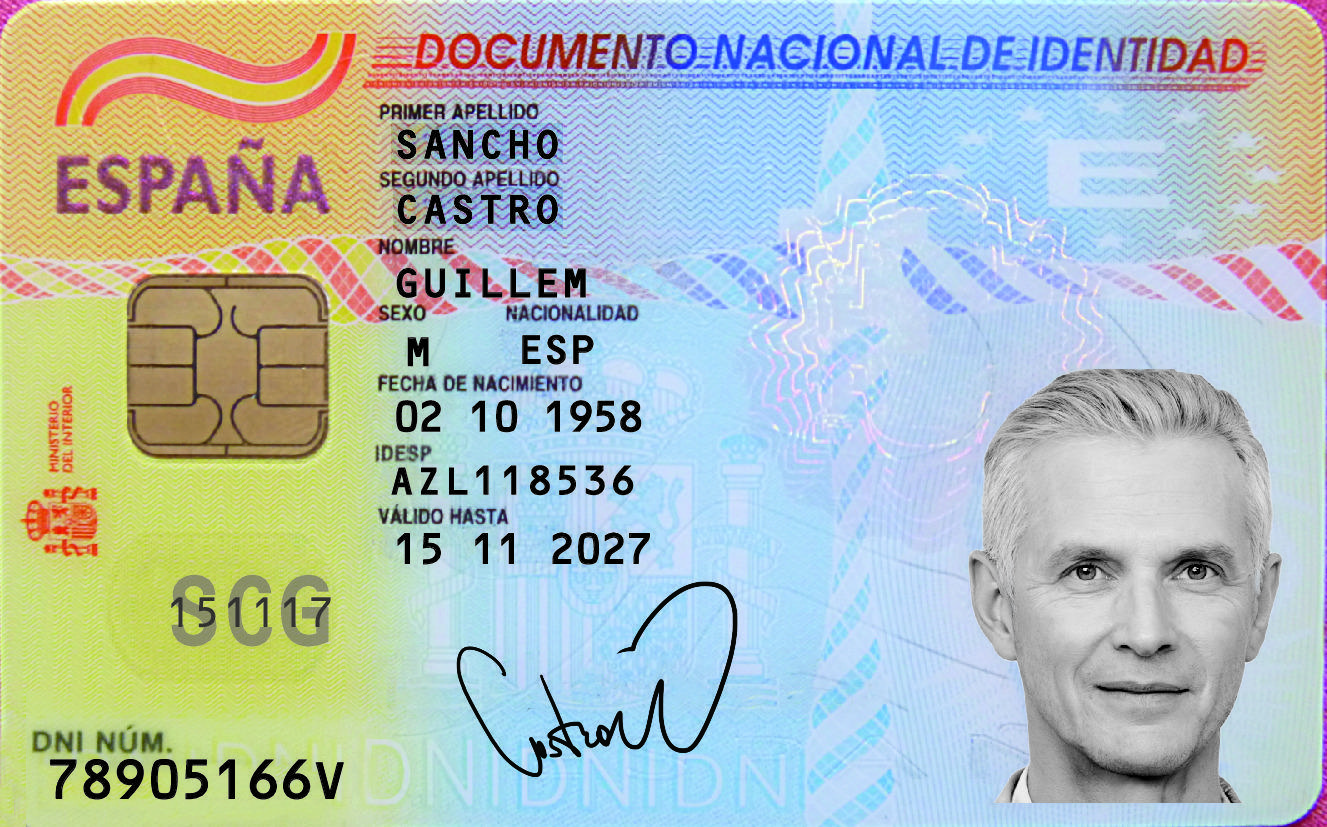 DOCUMENTO NACIONAL DE IDENTIDAD
ESPAÑA
PRIMER APELLIDO
SANCHO
SEGUNDO APELLIDO
CASTRO
NOMBRE
GUILLEM
SEXO NACIONALIDAD
M ESP
FECHA DE NACIMIENTO
02 10 1958
IDESP
AZL118536
VÁLIDO HASTA
15 11 2027
MINISTERIO
DEL INTERIOR
E
SCG
151117
Castro
DNI NÚM.
78905166V
DNIDNIDNIDNI